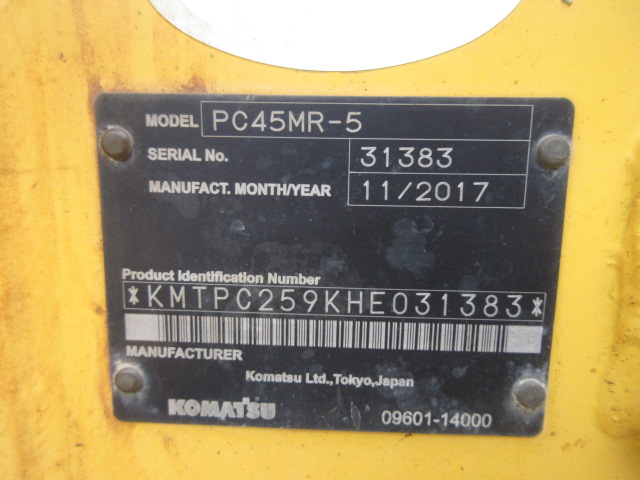 MODEL PC45MR-5
SERIAL No. 31383
MANUFACT. MONTH/YEAR 11/2017
Product Identification Number
*KMTPC259KHE031383*
MANUFACTURER
Komatsu Ltd.,Tokyo,Japan
KOMATSU 09601-14000